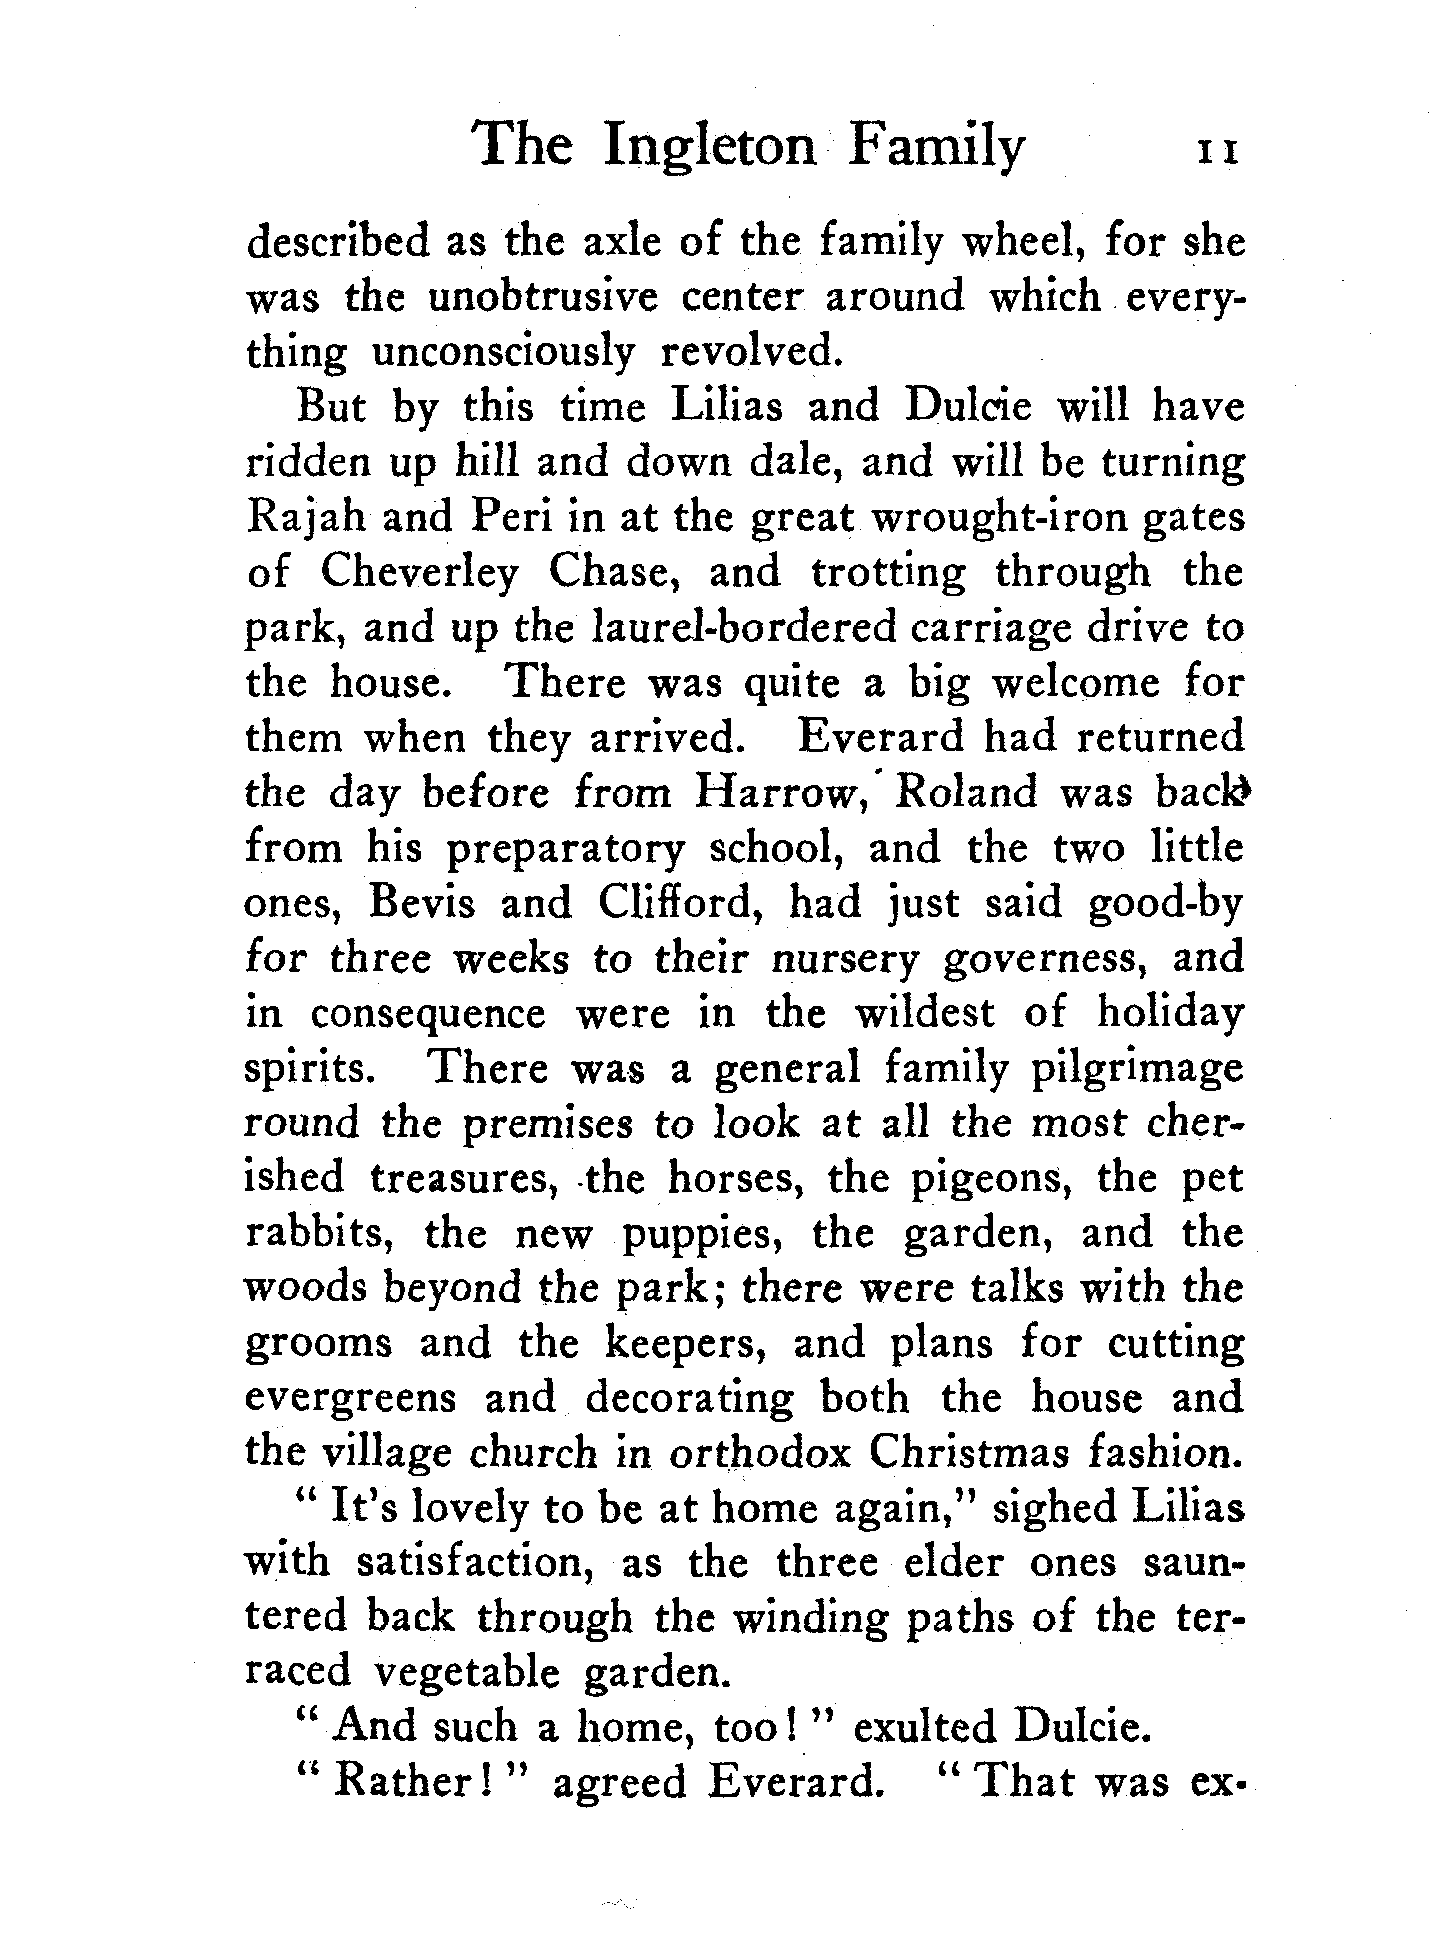 The Ingleton Family 11
described as the axle of the family wheel, for she
was the unobtrusive center around which every-
thing unconsciously revolved.
But by this time Lilias and Dulcie will have
ridden up hill and down dale, and will be turning
Rajah and Peri in at the great wrought-iron gates
of Cheverley Chase, and trotting through the
park, and up the laurel-bordered carriage drive to
the house. There was quite a big welcome for
them when they arrived. Everard had returned
the day before from Harrow, Roland was back
from his preparatory school, and the two little
ones, Bevis and Clifford, had just said good-by
for three weeks to their nursery governess, and
in consequence were in the wildest of holiday
spirits. There was a general family pilgrimage
round the premises to look at all the most cher-
ished treasures, the horses, the pigeons, the pet
rabbits, the new puppies, the garden, and the
woods beyond the park; there were talks with the
grooms and the keepers, and plans for cutting
evergreens and decorating both the house and
the village church in orthodox Christmas fashion.
" It's lovely to be at home again," sighed Lilias
with satisfaction, as the three elder ones saun-
tered back through the winding paths of the ter-
raced vegetable garden.
" And such a home, too! " exulted Dulcie.
" Rather! " agreed Everard. " That was ex-